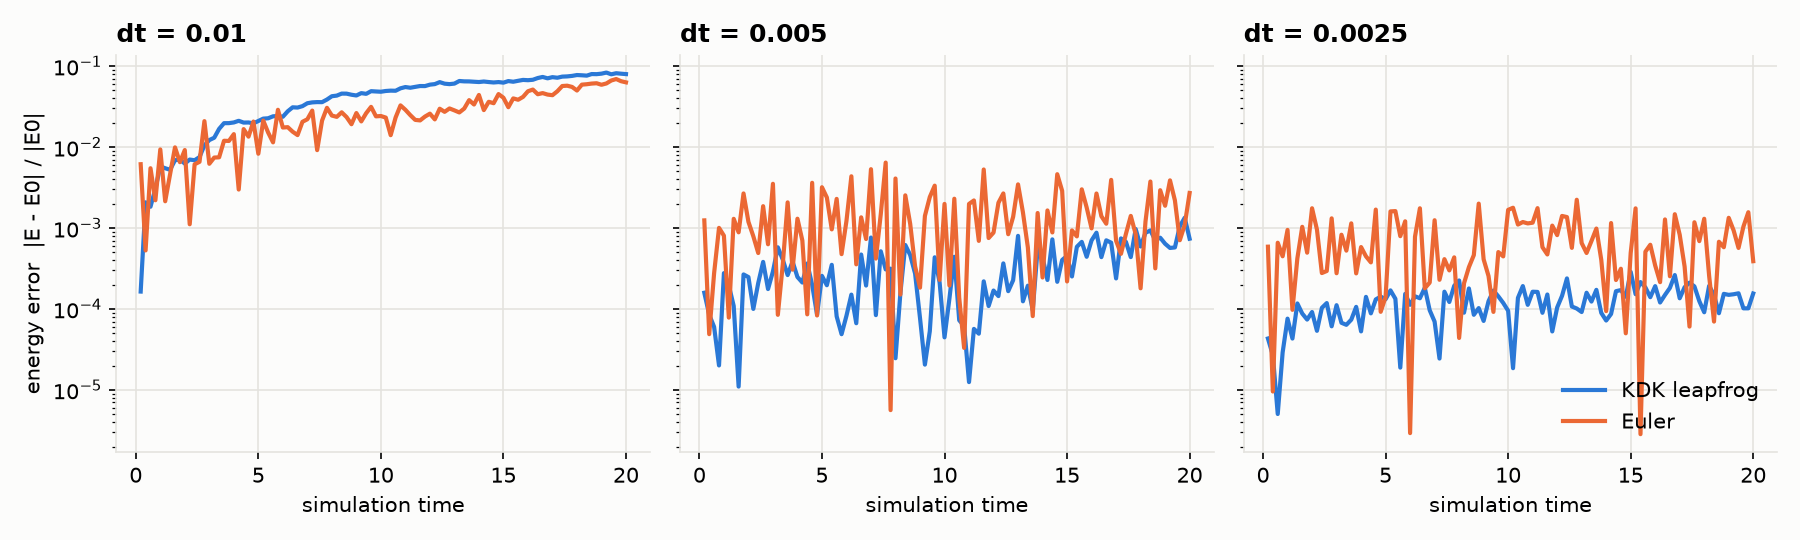 dt = 0.01
dt = 0.005
dt = 0.0025
energy error |E - E0| / |E0|
10⁻¹
10⁻²
10⁻³
10⁻⁴
10⁻⁵
KDK leapfrog
Euler
0 5 10 15 20
0 5 10 15 20
0 5 10 15 20
simulation time
simulation time
simulation time